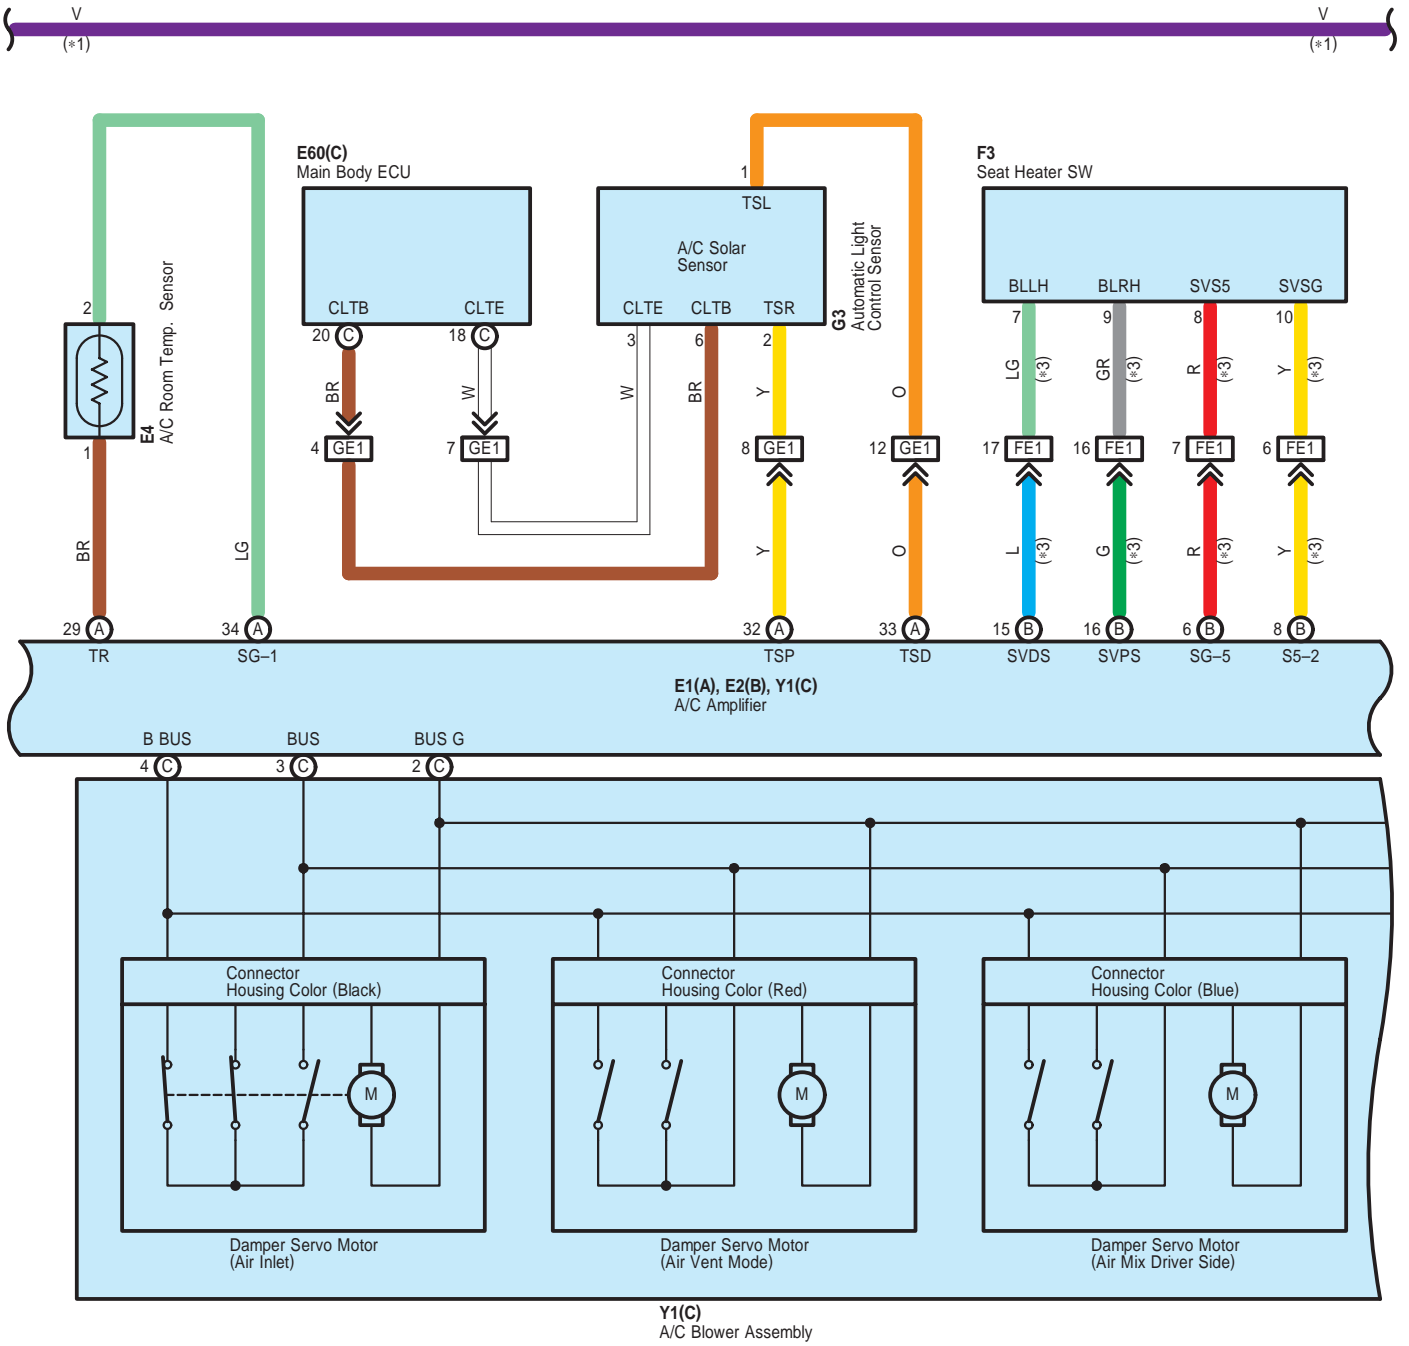 V
V
(*1)
(*1)
E60(C)
Main Body ECU
1
TSL
A/C Solar
Sensor
G3
Automatic Light
Control Sensor
F3
Seat Heater SW
CLTB
CLTE
CLTE
CLTB
TSR
BLLH
BLRH
SVS5
SVSG
2
E4
A/C Room Temp. Sensor
1
20
C
18
C
3
6
2
7
9
8
10
BR
W
W
BR
Y
O
LG
(*3)
GR
(*3)
R
(*3)
Y
(*3)
4
GE1
7
GE1
8
GE1
12
GE1
17
FE1
16
FE1
7
FE1
6
FE1
BR
LG
Y
O
L
(*3)
G
(*3)
R
(*3)
Y
(*3)
29
A
34
A
32
A
33
A
15
B
16
B
6
B
8
B
TR
SG–1
TSP
TSD
SVDS
SVPS
SG–5
S5–2
E1(A), E2(B), Y1(C)
A/C Amplifier
B BUS
BUS
BUS G
4
C
3
C
2
C
Connector
Housing Color (Black)
Connector
Housing Color (Red)
Connector
Housing Color (Blue)
M
M
M
Damper Servo Motor
(Air Inlet)
Damper Servo Motor
(Air Vent Mode)
Damper Servo Motor
(Air Mix Driver Side)
Y1(C)
A/C Blower Assembly